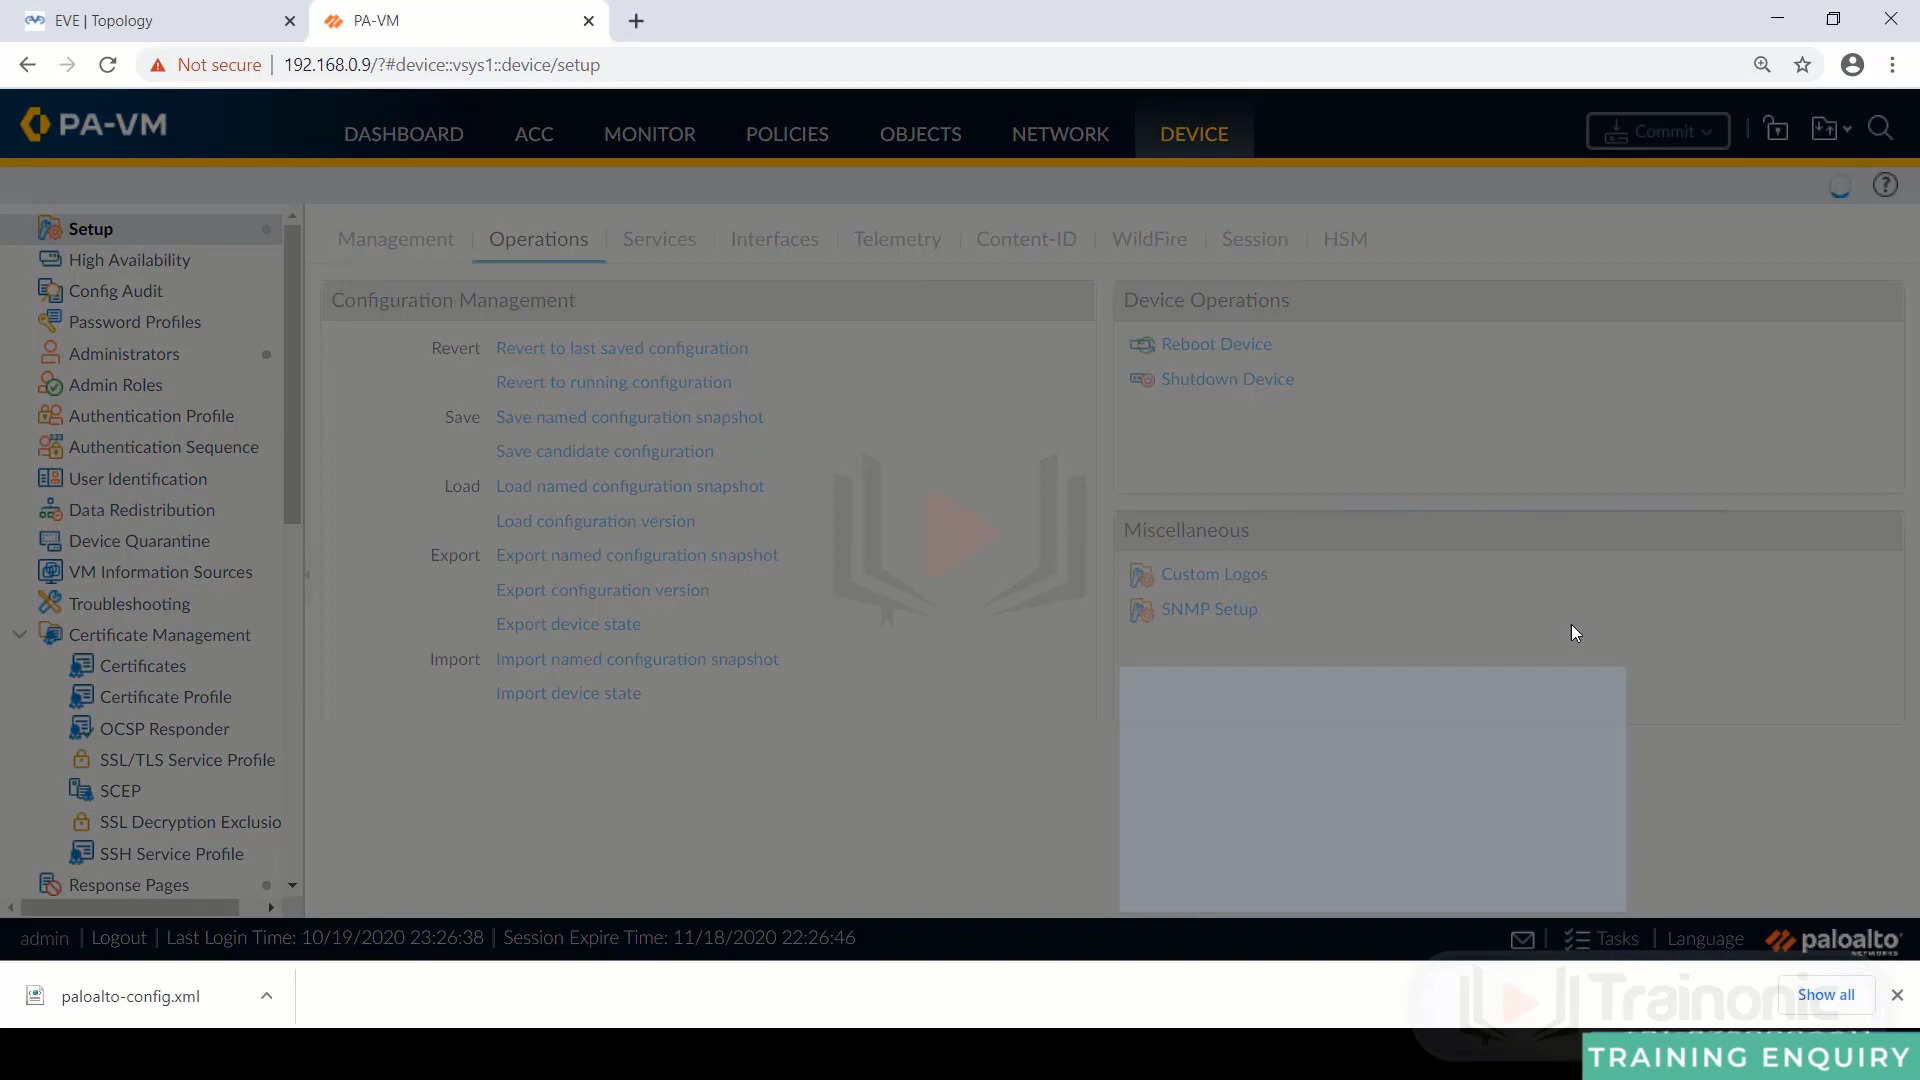 EVE | Topology
PA-VM
Not secure
192.168.0.9/?#device::vsys1::device/setup
PA-VM
DASHBOARD
ACC
MONITOR
POLICIES
OBJECTS
NETWORK
DEVICE
Commit
Setup
High Availability
Config Audit
Password Profiles
Administrators
Admin Roles
Authentication Profile
Authentication Sequence
User Identification
Data Redistribution
Device Quarantine
VM Information Sources
Troubleshooting
Certificate Management
Certificates
Certificate Profile
OCSP Responder
SSL/TLS Service Profile
SCEP
SSL Decryption Exclusio
SSH Service Profile
Response Pages
Management
Operations
Services
Interfaces
Telemetry
Content-ID
WildFire
Session
HSM
Configuration Management
Revert Revert to last saved configuration
Revert to running configuration
Save Save named configuration snapshot
Save candidate configuration
Load Load named configuration snapshot
Load configuration version
Export Export named configuration snapshot
Export configuration version
Export device state
Import Import named configuration snapshot
Import device state
Device Operations
Reboot Device
Shutdown Device
Miscellaneous
Custom Logos
SNMP Setup
admin | Logout | Last Login Time: 10/19/2020 23:26:38 | Session Expire Time: 11/18/2020 22:26:46
Tasks | Language
paloalto
NETWORKS
paloalto-config.xml
Show all
Trainonic
TRAINING ENQUIRY